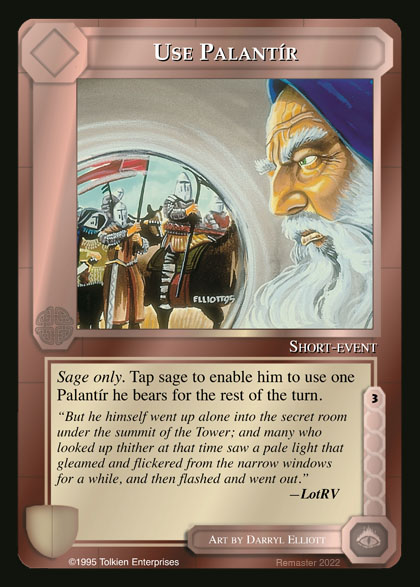 USE PALANTÍR
ELLIOTT95
SHORT-EVENT
Sage only. Tap sage to enable him to use one
Palantír he bears for the rest of the turn.
3
“But he himself went up alone into the secret room
under the summit of the Tower; and many who
looked up thither at that time saw a pale light that
gleamed and flickered from the narrow windows
for a while, and then flashed and went out.”
–LotRV
ART BY DARRYL ELLIOTT
©1995 Tolkien Enterprises
Remaster 2022